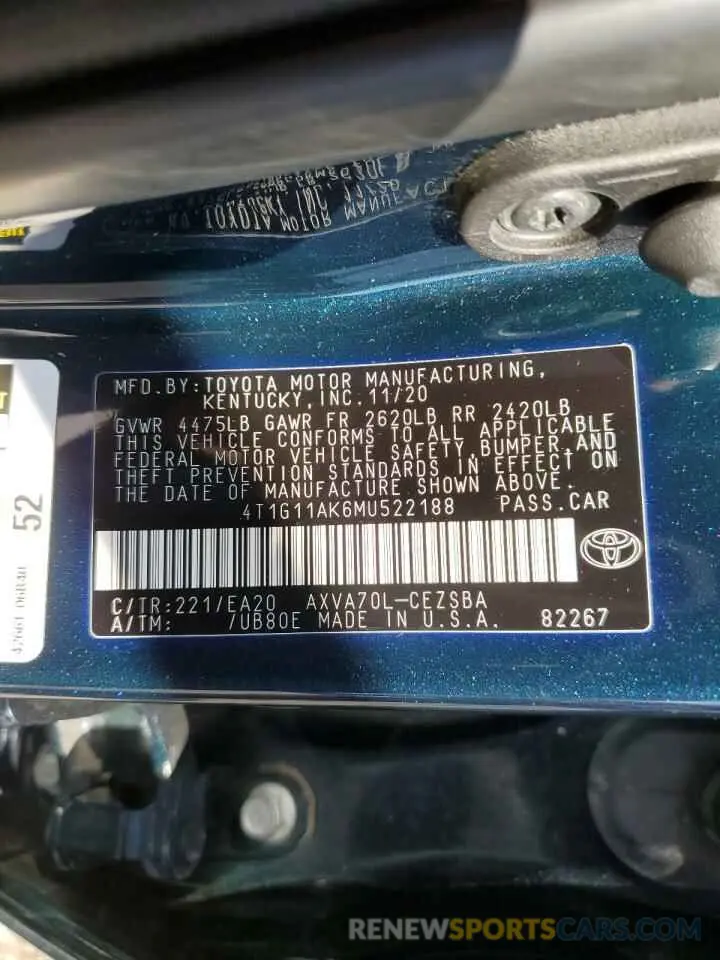 MFD.BY: TOYOTA MOTOR MANUFACTURING,
KENTUCKY, INC. 11/20
GVWR 4475LB GAWR FR 2620LB RR 2420LB
THIS VEHICLE CONFORMS TO ALL APPLICABLE
FEDERAL MOTOR VEHICLE SAFETY, BUMPER, AND
THEFT PREVENTION STANDARDS IN EFFECT ON
THE DATE OF MANUFACTURE SHOWN ABOVE.
4T1G11AK6MU522188 PASS.CAR
C/TR: 221/EA20 AXVA70L-CEZSBA
A/TM: /UB80E MADE IN U.S.A. 82267
52
RENEWSPORTSCARS.COM